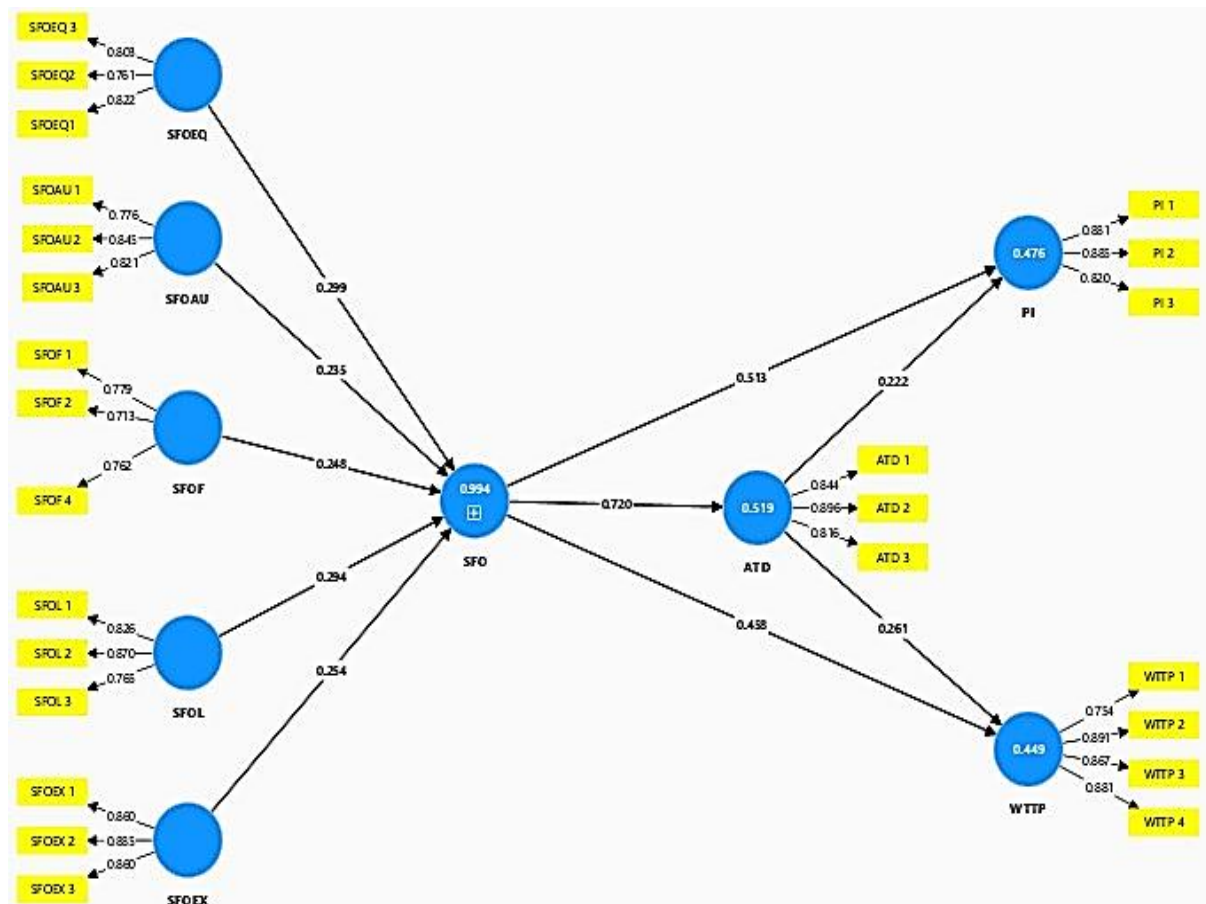 SFOEQ 3
0.803
SFOEQ2
0.761
SFOEQ1
0.822
SFOEQ
SFOAU 1
0.776
SFOAU 2
0.845
SFOAU 3
0.821
SFOAU
SFOF 1
0.779
SFOF 2
0.713
SFOF 4
0.762
SFOF
SFOL 1
0.826
SFOL 2
0.870
SFOL 3
0.765
SFOL
SFOEX 1
0.860
SFOEX 2
0.885
SFOEX 3
0.860
SFOEX
0.299
0.235
0.248
0.294
0.254
0.994
SFO
0.513
0.720
0.458
0.519
ATD
ATD 1
0.844
ATD 2
0.896
ATD 3
0.816
0.222
0.261
0.476
PI
PI 1
0.881
PI 2
0.885
PI 3
0.820
0.449
WTTP
WTTP 1
0.754
WTTP 2
0.891
WTTP 3
0.867
WTTP 4
0.881